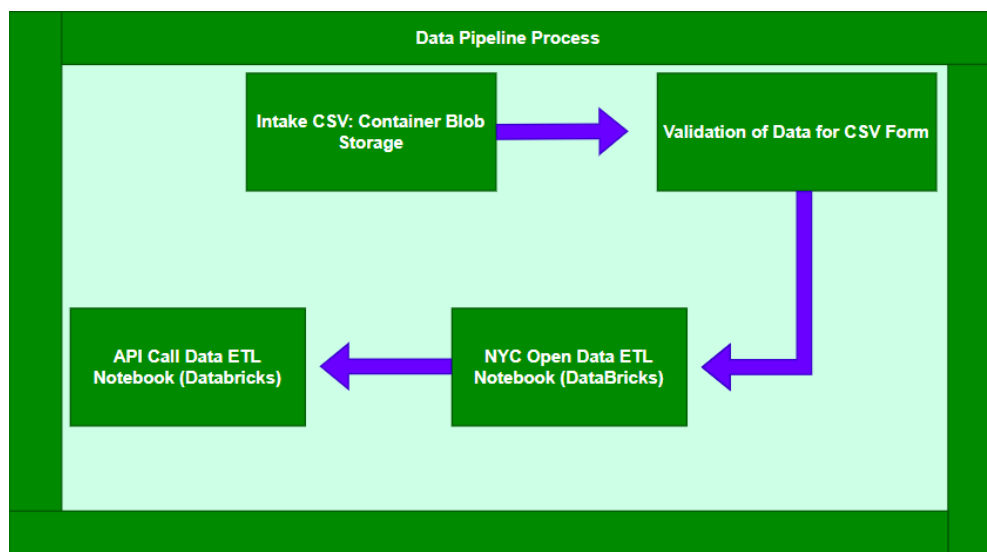 Data Pipeline Process
Intake CSV: Container Blob
Storage
Validation of Data for CSV Form
API Call Data ETL
Notebook (Databricks)
NYC Open Data ETL
Notebook (DataBricks)